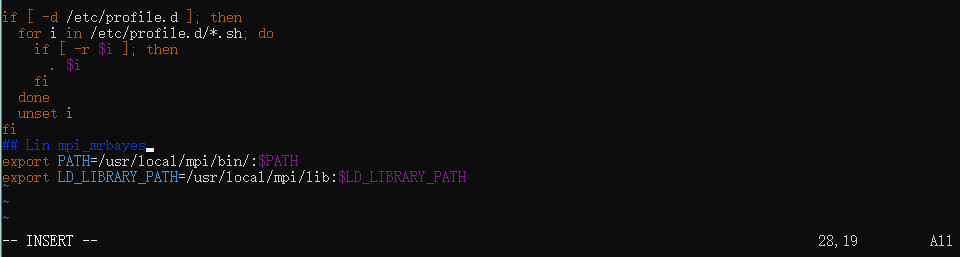 if [ -d /etc/profile.d ]; then
  for i in /etc/profile.d/*.sh; do
    if [ -r $i ]; then
      . $i
    fi
  done
  unset i
fi
## Lin mpi_mrbayes
export PATH=/usr/local/mpi/bin/:$PATH
export LD_LIBRARY_PATH=/usr/local/mpi/lib:$LD_LIBRARY_PATH
~
~
~
-- INSERT -- 28,19 All